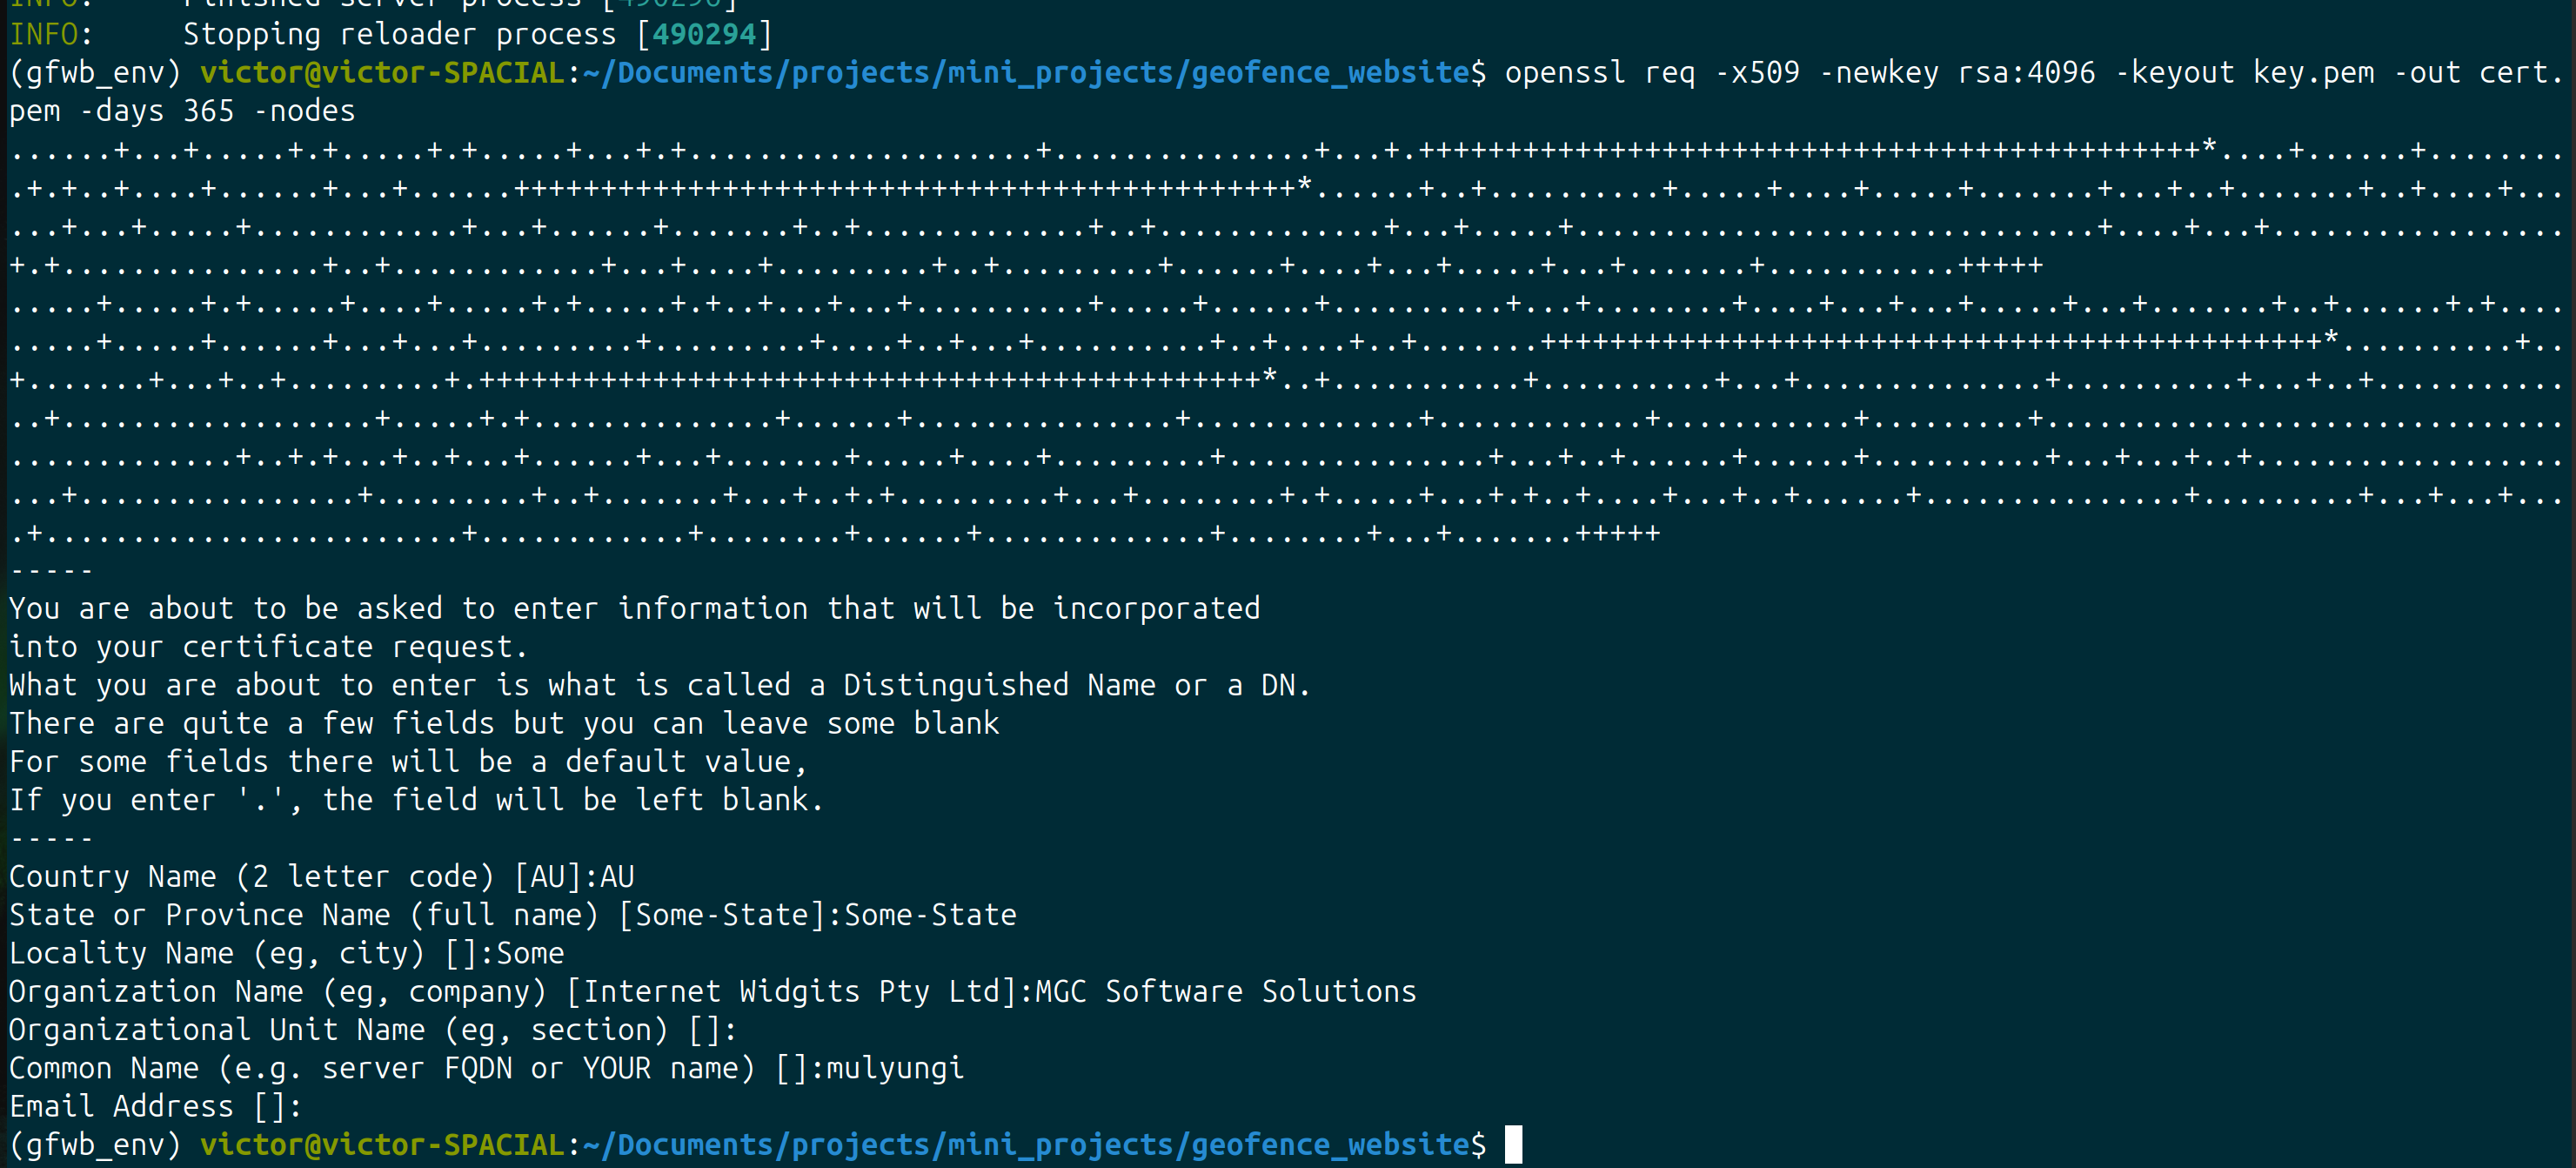 INFO:     Finished server process [490296]
INFO:     Stopping reloader process [490294]
(gfwb_env) victor@victor-SPACIAL:~/Documents/projects/mini_projects/geofence_website$ openssl req -x509 -newkey rsa:4096 -keyout key.pem -out cert.
pem -days 365 -nodes
-----
You are about to be asked to enter information that will be incorporated
into your certificate request.
What you are about to enter is what is called a Distinguished Name or a DN.
There are quite a few fields but you can leave some blank
For some fields there will be a default value,
If you enter '.', the field will be left blank.
-----
Country Name (2 letter code) [AU]:AU
State or Province Name (full name) [Some-State]:Some-State
Locality Name (eg, city) []:Some
Organization Name (eg, company) [Internet Widgits Pty Ltd]:MGC Software Solutions
Organizational Unit Name (eg, section) []:
Common Name (e.g. server FQDN or YOUR name) []:mulyungi
Email Address []:
(gfwb_env) victor@victor-SPACIAL:~/Documents/projects/mini_projects/geofence_website$